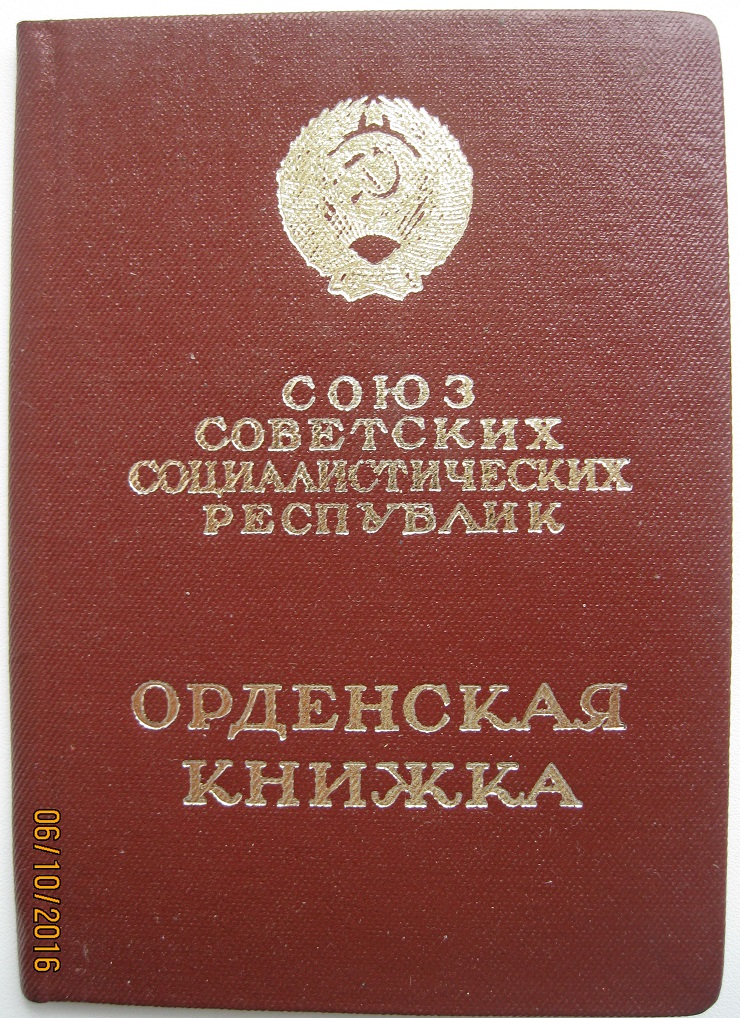 СОЮЗ
СОВЕТСКИХ
СОЦИАЛИСТИЧЕСКИХ
РЕСПУБЛИК
ОРДЕНСКАЯ
КНИЖКА
06/10/2016